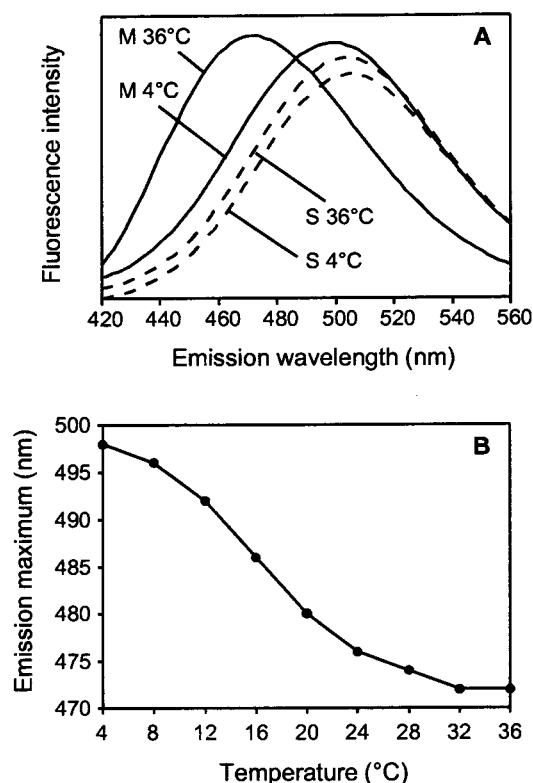 A
M 36°C
M 4°C
S 36°C
S 4°C
Fluorescence intensity
420 440 460 480 500 520 540 560
Emission wavelength (nm)
B
500
495
490
485
480
475
470
Emission maximum (nm)
4 8 12 16 20 24 28 32 36
Temperature (°C)